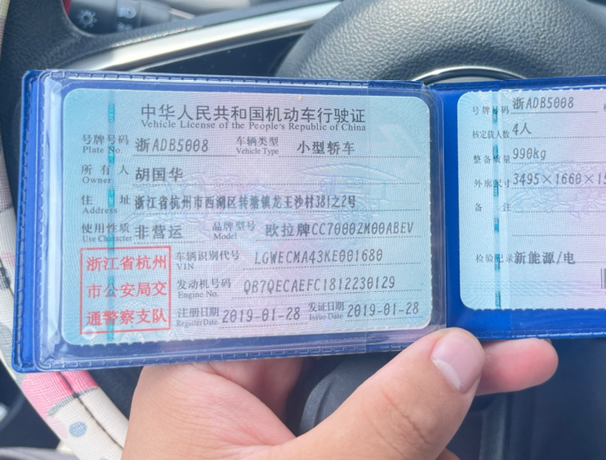 中华人民共和国机动车行驶证
Vehicle License of the People's Republic of China
号牌号码 浙ADB5008 车辆类型 小型轿车
Plate No. Vehicle Type
所有人 胡国华
Owner
住址 浙江省杭州市西湖区转塘镇龙王沙村381之2号
Address
使用性质 非营运 品牌型号 欧拉牌CC7000ZM00ABEV
Use Character Model
浙江省杭州
市公安局交
通警察支队
车辆识别代号 LGWECMA43KE001680
VIN
发动机号码 QB7QECAEFC1812230129
Engine No.
注册日期 2019-01-28 发证日期 2019-01-28
Register Date Issue Date
号牌号码 浙ADB5008
核定载人数 4人
整备质量 990kg
外廓尺寸 3495×1660×15
备注
检验记录 新能源/电